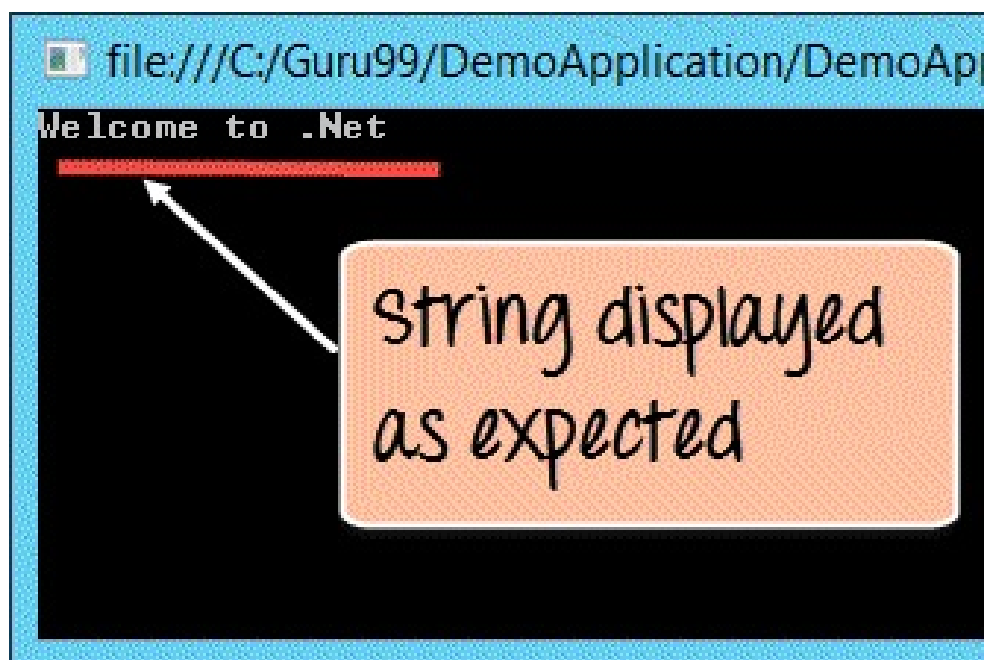 file:///C:/Guru99/DemoApplication/DemoApp
Welcome to .Net
String displayed
as expected